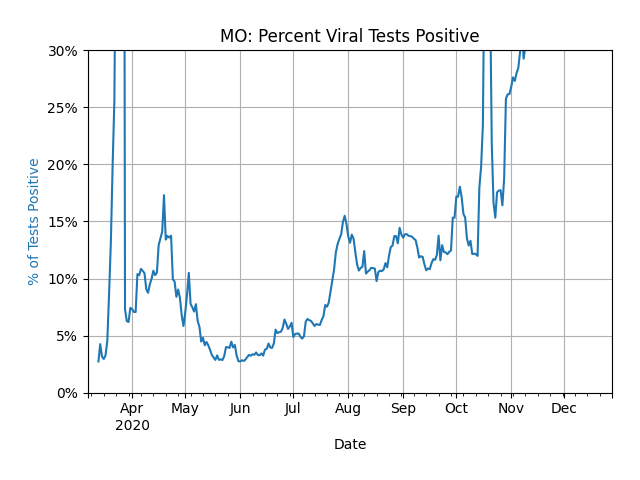 MO: Percent Viral Tests Positive
30%
25%
20%
15%
10%
5%
0%
% of Tests Positive
Apr May Jun Jul Aug Sep Oct Nov Dec
2020
Date